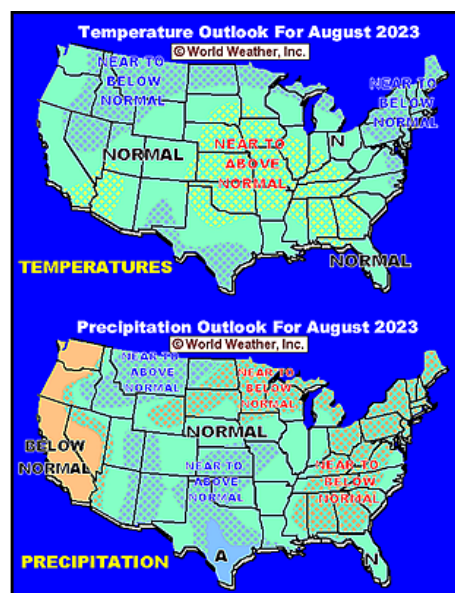 Temperature Outlook For August 2023
© World Weather, Inc.
NEAR TO
BELOW
NORMAL
NEAR TO
BELOW
NORMAL
N
NORMAL
NEAR TO
ABOVE
NORMAL
NORMAL
TEMPERATURES
Precipitation Outlook For August 2023
© World Weather, Inc.
NEAR TO
ABOVE
NORMAL
NEAR TO
BELOW
NORMAL
NORMAL
BELOW
NORMAL
NEAR TO
ABOVE
NORMAL
NEAR TO
BELOW
NORMAL
A
N
PRECIPITATION